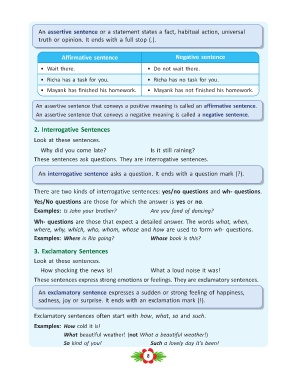 An assertive sentence or a statement states a fact, habitual action, universal
truth or opinion. It ends with a full stop (.).
Affirmative sentence Negative sentence
• Wait there. • Do not wait there.
• Richa has a task for you. • Richa has no task for you.
• Mayank has finished his homework. • Mayank has not finished his homework.
An assertive sentence that conveys a positive meaning is called an affirmative sentence.
An assertive sentence that conveys a negative meaning is called a negative sentence.
2. Interrogative Sentences
Look at these sentences.
Why did you come late? Is it still raining?
These sentences ask questions. They are interrogative sentences.
An interrogative sentence asks a question. It ends with a question mark (?).
There are two kinds of interrogative sentences: yes/no questions and wh- questions.
Yes/No questions are those for which the answer is yes or no.
Examples: Is John your brother? Are you fond of dancing?
Wh- questions are those that expect a detailed answer. The words what, when,
where, why, which, who, whom, whose and how are used to form wh- questions.
Examples: Where is Ria going? Whose book is this?
3. Exclamatory Sentences
Look at these sentences.
How shocking the news is! What a loud noise it was!
These sentences express strong emotions or feelings. They are exclamatory sentences.
An exclamatory sentence expresses a sudden or strong feeling of happiness,
sadness, joy or surprise. It ends with an exclamation mark (!).
Exclamatory sentences often start with how, what, so and such.
Examples: How cold it is!
What beautiful weather! (not What a beautiful weather!)
So kind of you! Such a lovely day it's been!
8